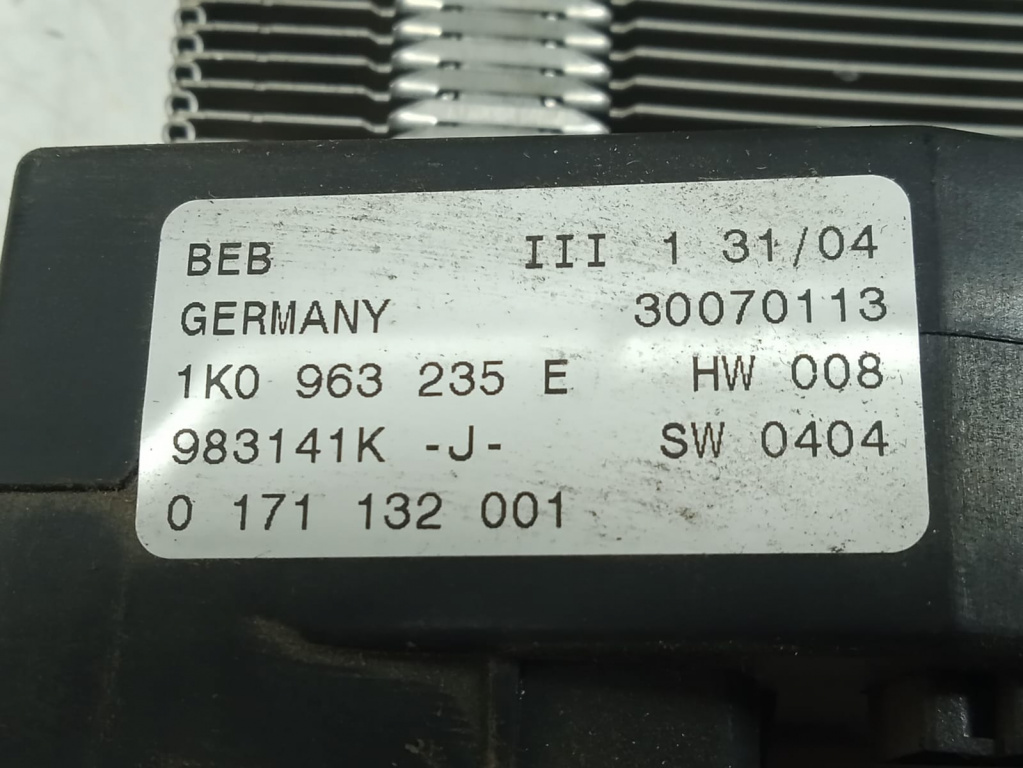 BEB III 1 31/04
GERMANY 30070113
1K0 963 235 E HW 008
983141K -J- SW 0404
0 171 132 001